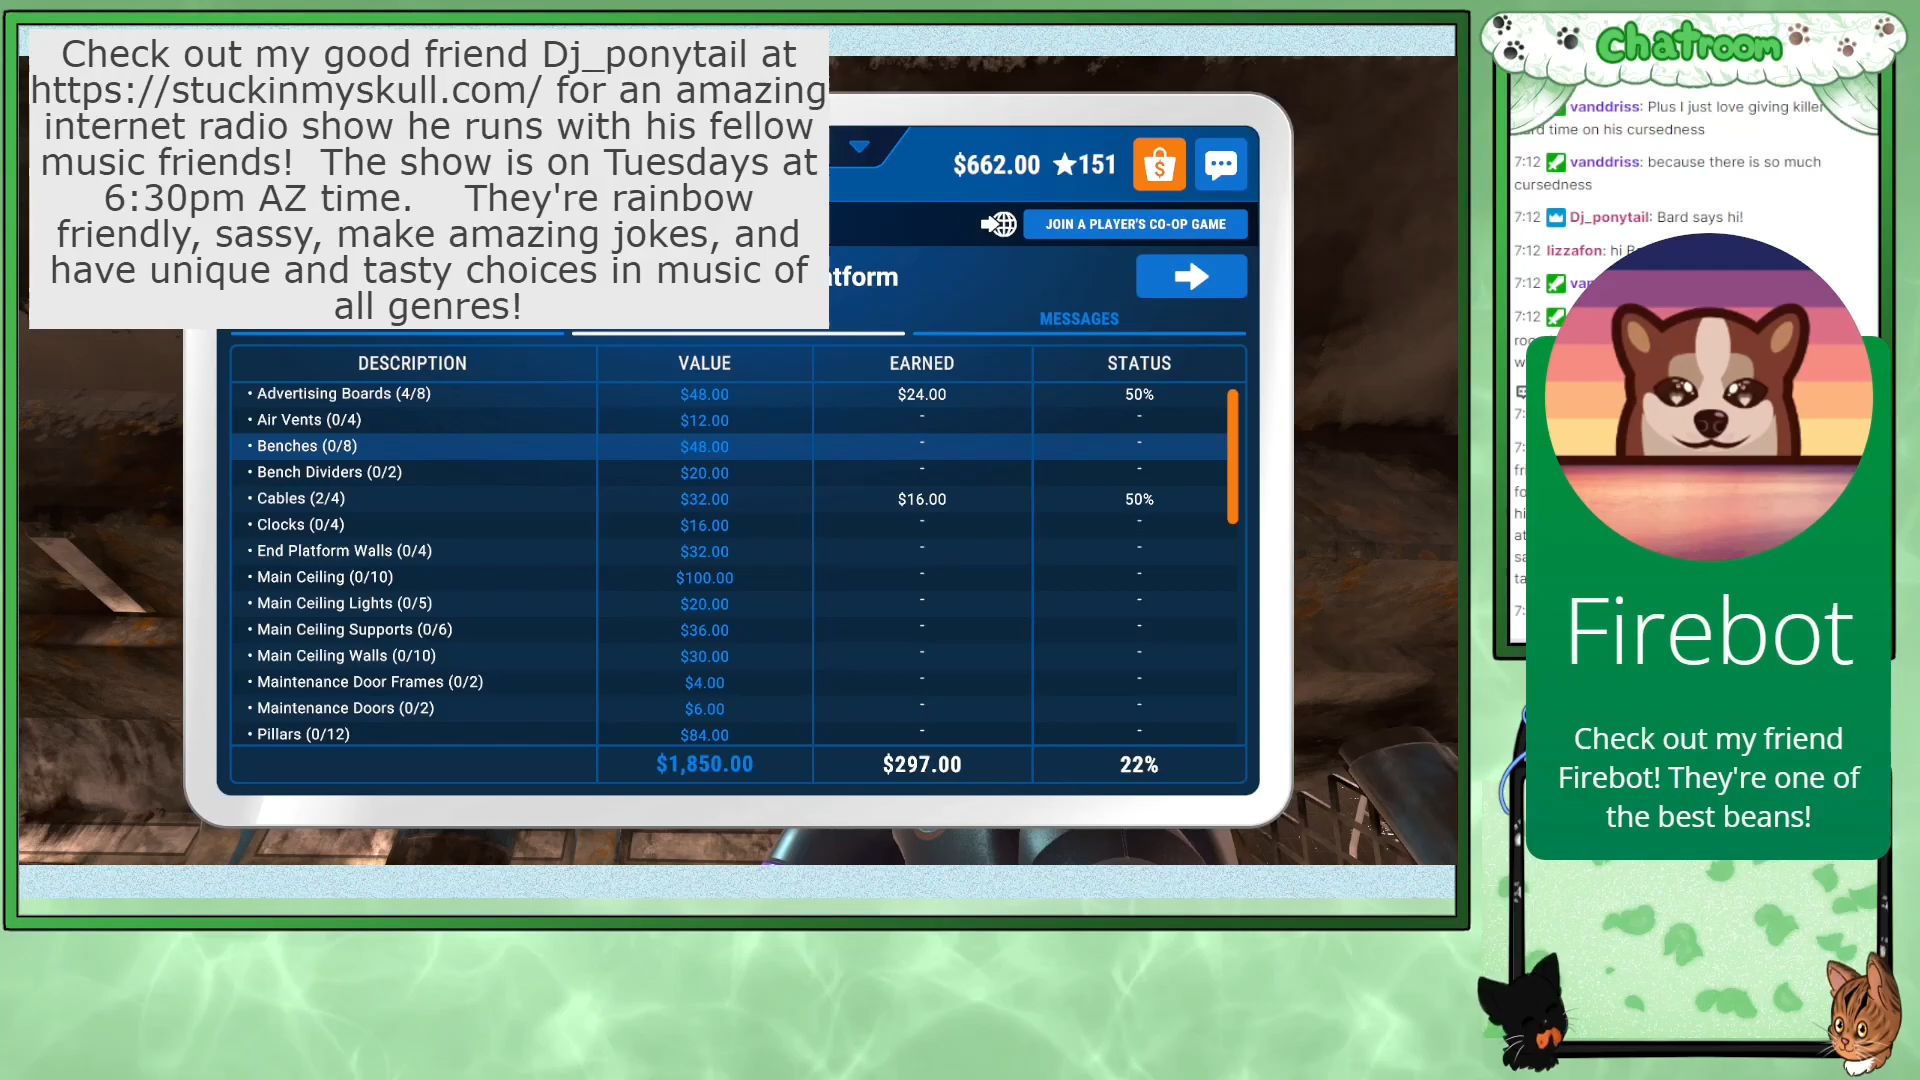 Check out my good friend Dj_ponytail at
https://stuckinmyskull.com/ for an amazing
internet radio show he runs with his fellow
music friends!  The show is on Tuesdays at
6:30pm AZ time.    They're rainbow
friendly, sassy, make amazing jokes, and
have unique and tasty choices in music of
all genres!
$662.00 ★151
JOIN A PLAYER'S CO-OP GAME
MESSAGES
DESCRIPTION VALUE EARNED STATUS
• Advertising Boards (4/8) $48.00 $24.00 50%
• Air Vents (0/4) $12.00 - -
• Benches (0/8) $48.00 - -
• Bench Dividers (0/2) $20.00 - -
• Cables (2/4) $32.00 $16.00 50%
• Clocks (0/4) $16.00 - -
• End Platform Walls (0/4) $32.00 - -
• Main Ceiling (0/10) $100.00 - -
• Main Ceiling Lights (0/5) $20.00 - -
• Main Ceiling Supports (0/6) $36.00 - -
• Main Ceiling Walls (0/10) $30.00 - -
• Maintenance Door Frames (0/2) $4.00 - -
• Maintenance Doors (0/2) $6.00 - -
• Pillars (0/12) $84.00 - -
$1,850.00 $297.00 22%
Chatroom
vanddriss: Plus I just love giving killer
time on his cursedness
7:12 vanddriss: because there is so much
cursedness
7:12 Dj_ponytail: Bard says hi!
7:12 lizzafon: hi
7:12
7:12
Firebot
Check out my friend
Firebot! They're one of
the best beans!